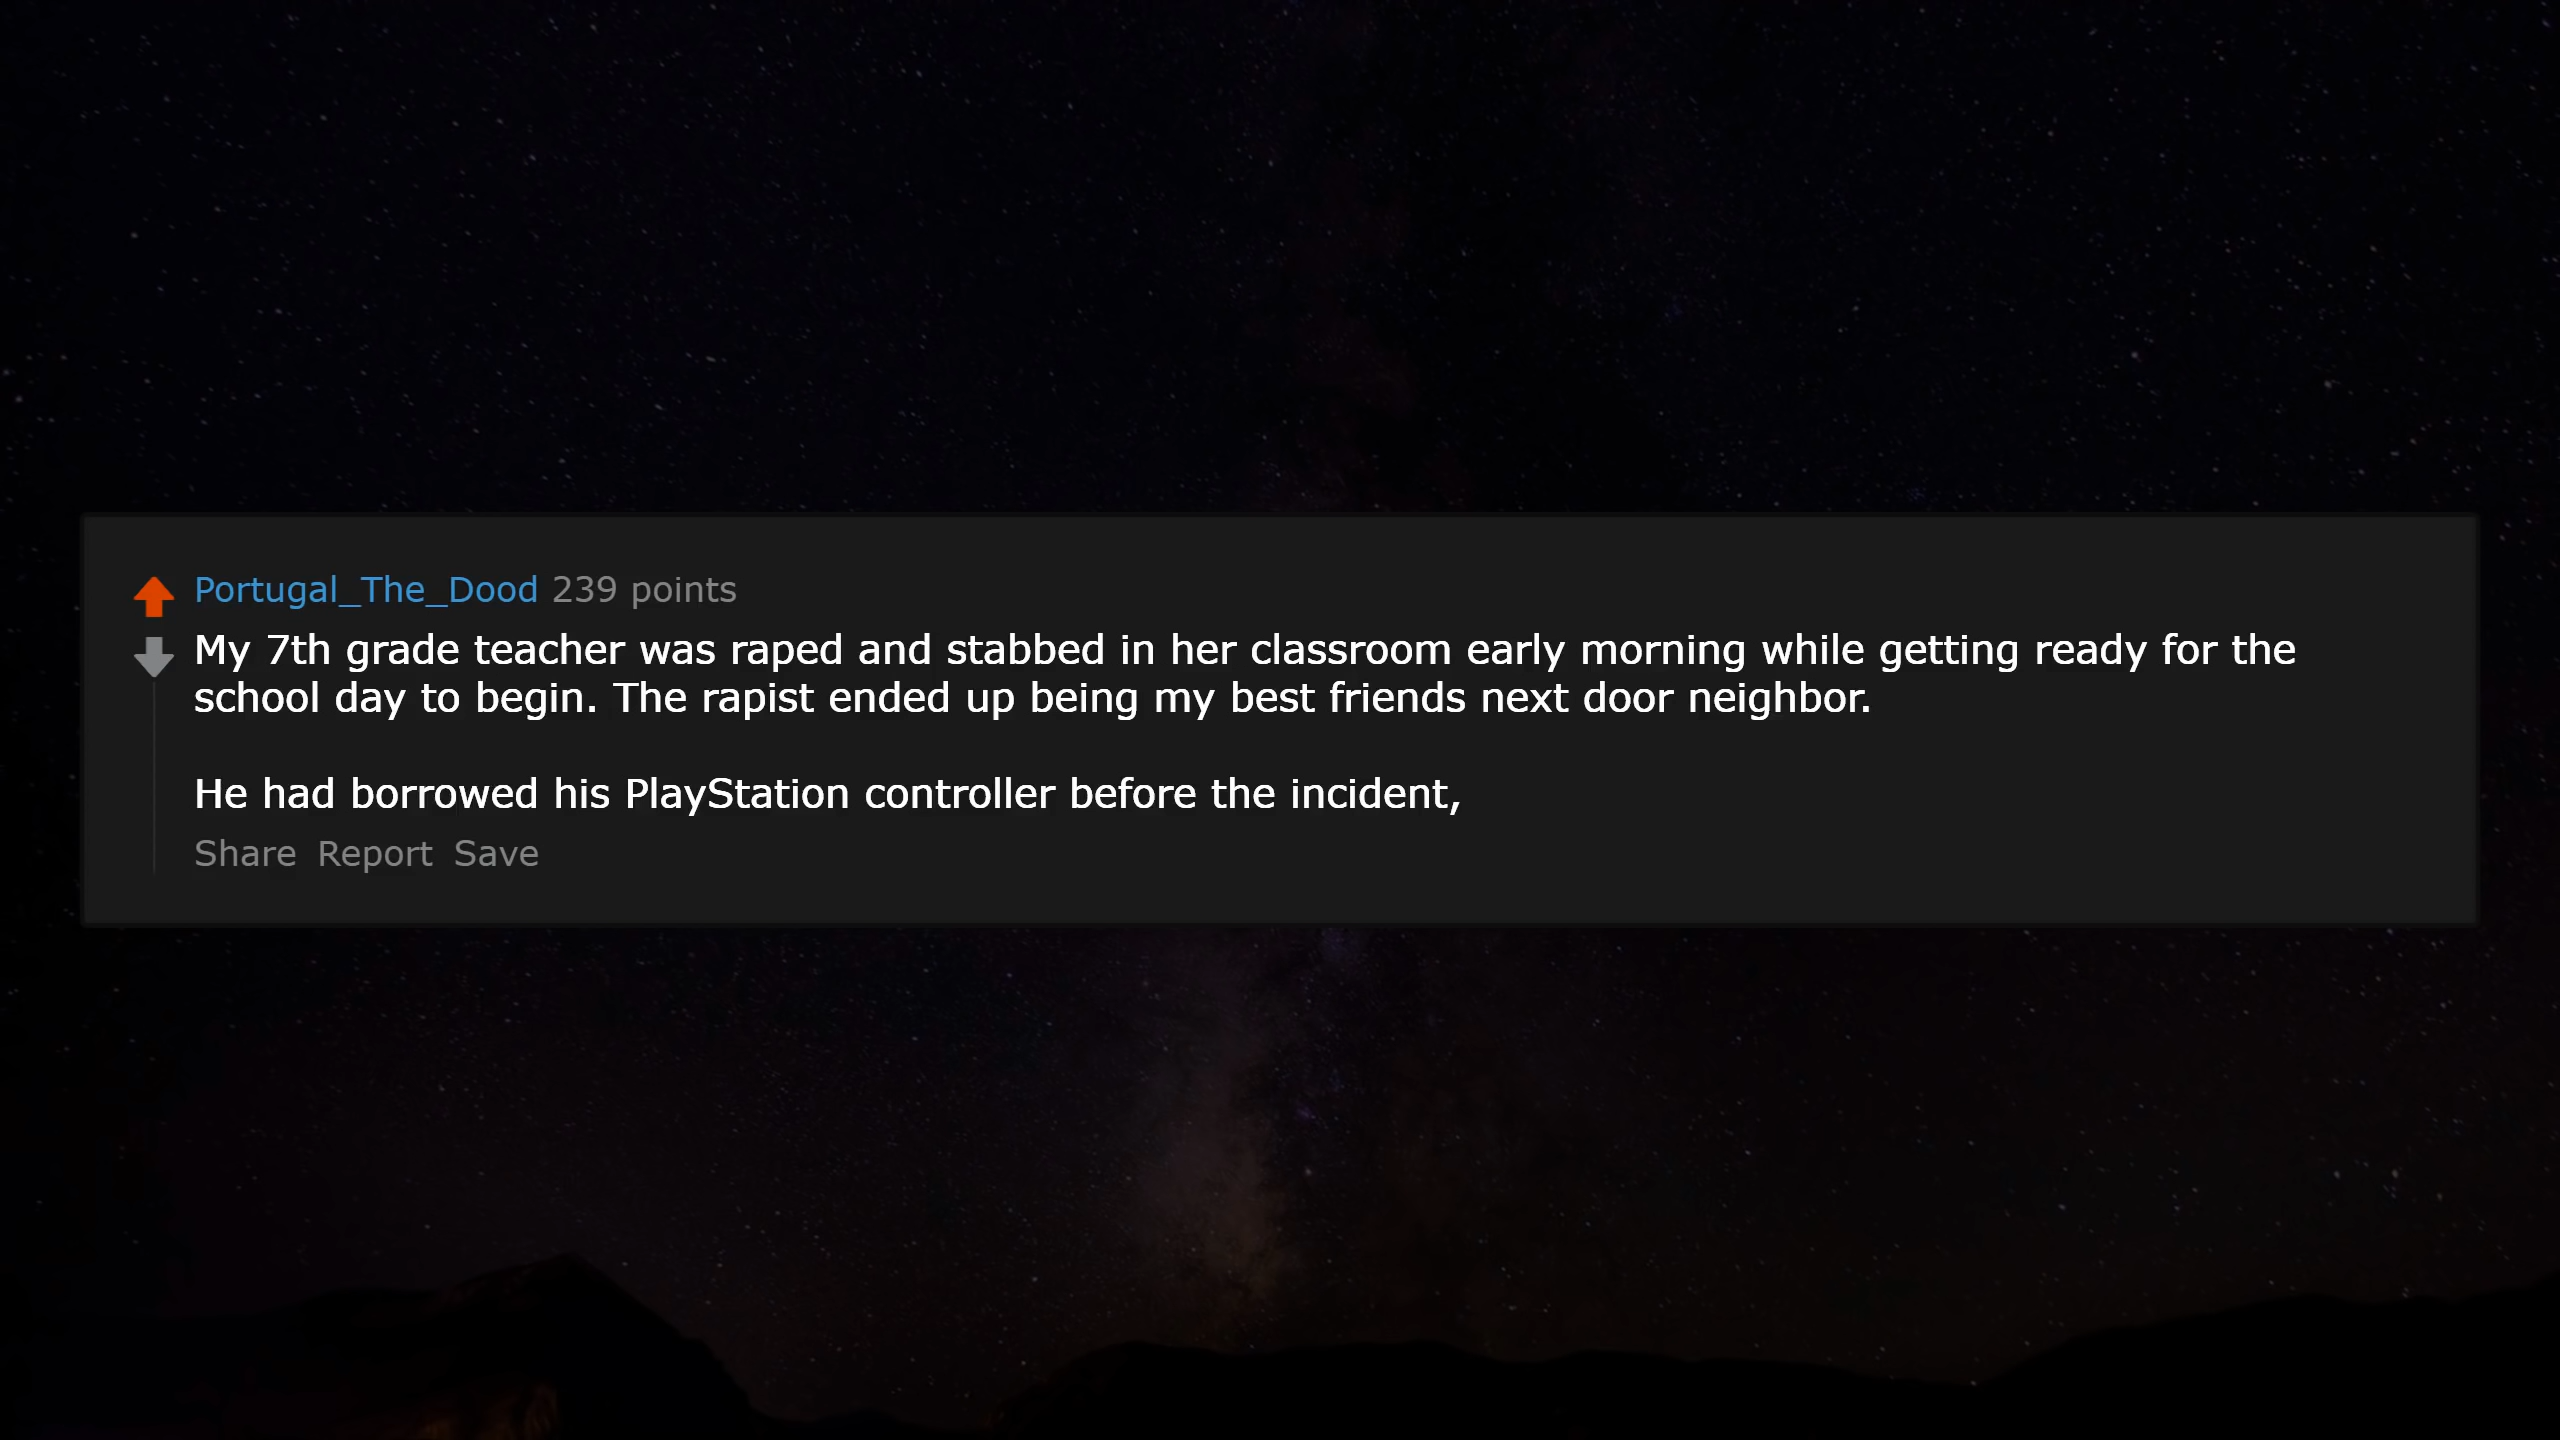 Portugal_The_Dood 239 points
My 7th grade teacher was raped and stabbed in her classroom early morning while getting ready for the
school day to begin. The rapist ended up being my best friends next door neighbor.
He had borrowed his PlayStation controller before the incident,
Share Report Save